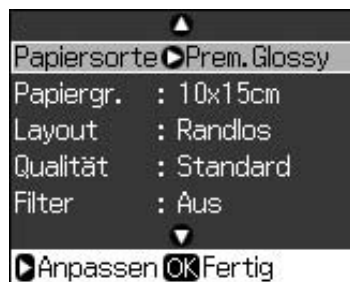 Papiersorte Prem. Glossy
Papiergr. : 10x15cm
Layout : Randlos
Qualität : Standard
Filter : Aus
Anpassen OK Fertig